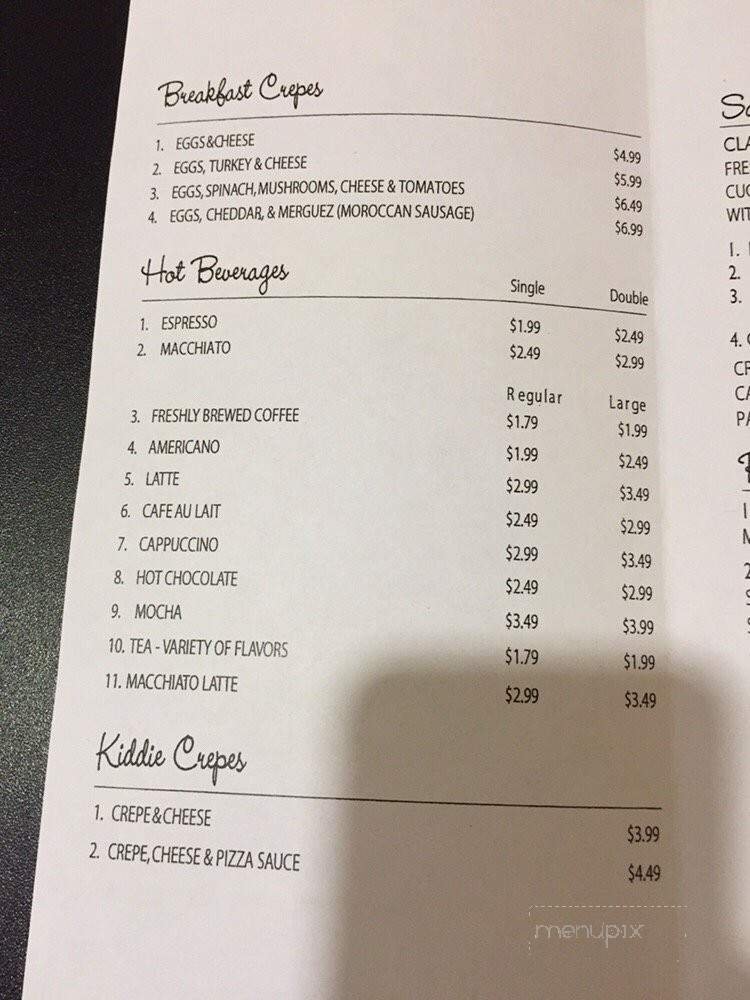 Breakfast Crepes
1. EGGS & CHEESE $4.99
2. EGGS, TURKEY & CHEESE $5.99
3. EGGS, SPINACH, MUSHROOMS, CHEESE & TOMATOES $6.49
4. EGGS, CHEDDAR, & MERGUEZ (MOROCCAN SAUSAGE) $6.99
Hot Beverages Single Double
1. ESPRESSO $1.99 $2.49
2. MACCHIATO $2.49 $2.99
Regular Large
3. FRESHLY BREWED COFFEE $1.79 $1.99
4. AMERICANO $1.99 $2.49
5. LATTE $2.99 $3.49
6. CAFE AU LAIT $2.49 $2.99
7. CAPPUCCINO $2.99 $3.49
8. HOT CHOCOLATE $2.49 $2.99
9. MOCHA $3.49 $3.99
10. TEA - VARIETY OF FLAVORS $1.79 $1.99
11. MACCHIATO LATTE $2.99 $3.49
Kiddie Crepes
1. CREPE & CHEESE $3.99
2. CREPE, CHEESE & PIZZA SAUCE $4.49
menupix
1.
2.
3.
4.